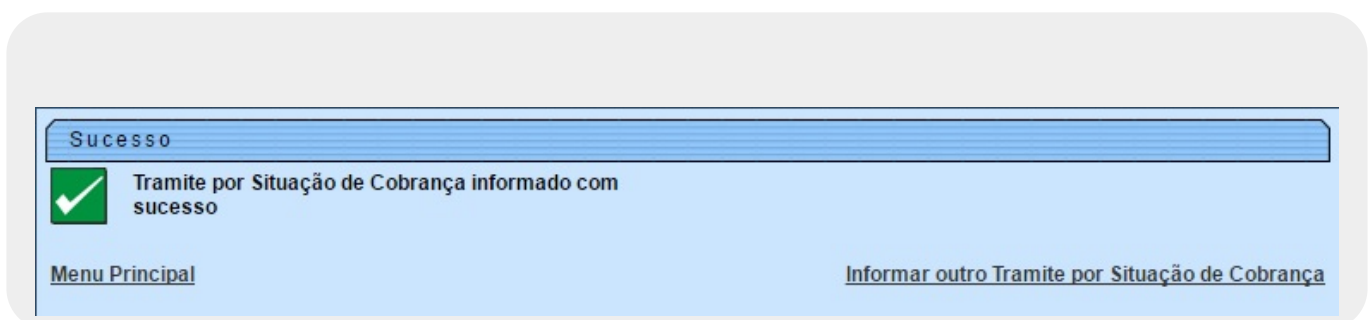 Sucesso
Tramite por Situação de Cobrança informado com
sucesso
Menu Principal
Informar outro Tramite por Situação de Cobrança